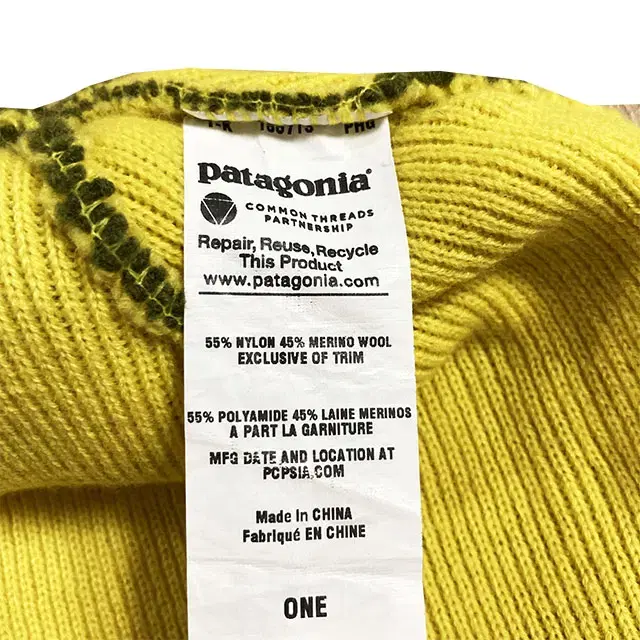 patagonia®
COMMON THREADS
PARTNERSHIP
Repair, Reuse, Recycle
This Product
www.patagonia.com
55% NYLON 45% MERINO WOOL
EXCLUSIVE OF TRIM
55% POLYAMIDE 45% LAINE MERINOS
A PART LA GARNITURE
MFG DATE AND LOCATION AT
PCPSIA.COM
Made in CHINA
Fabriqué EN CHINE
ONE